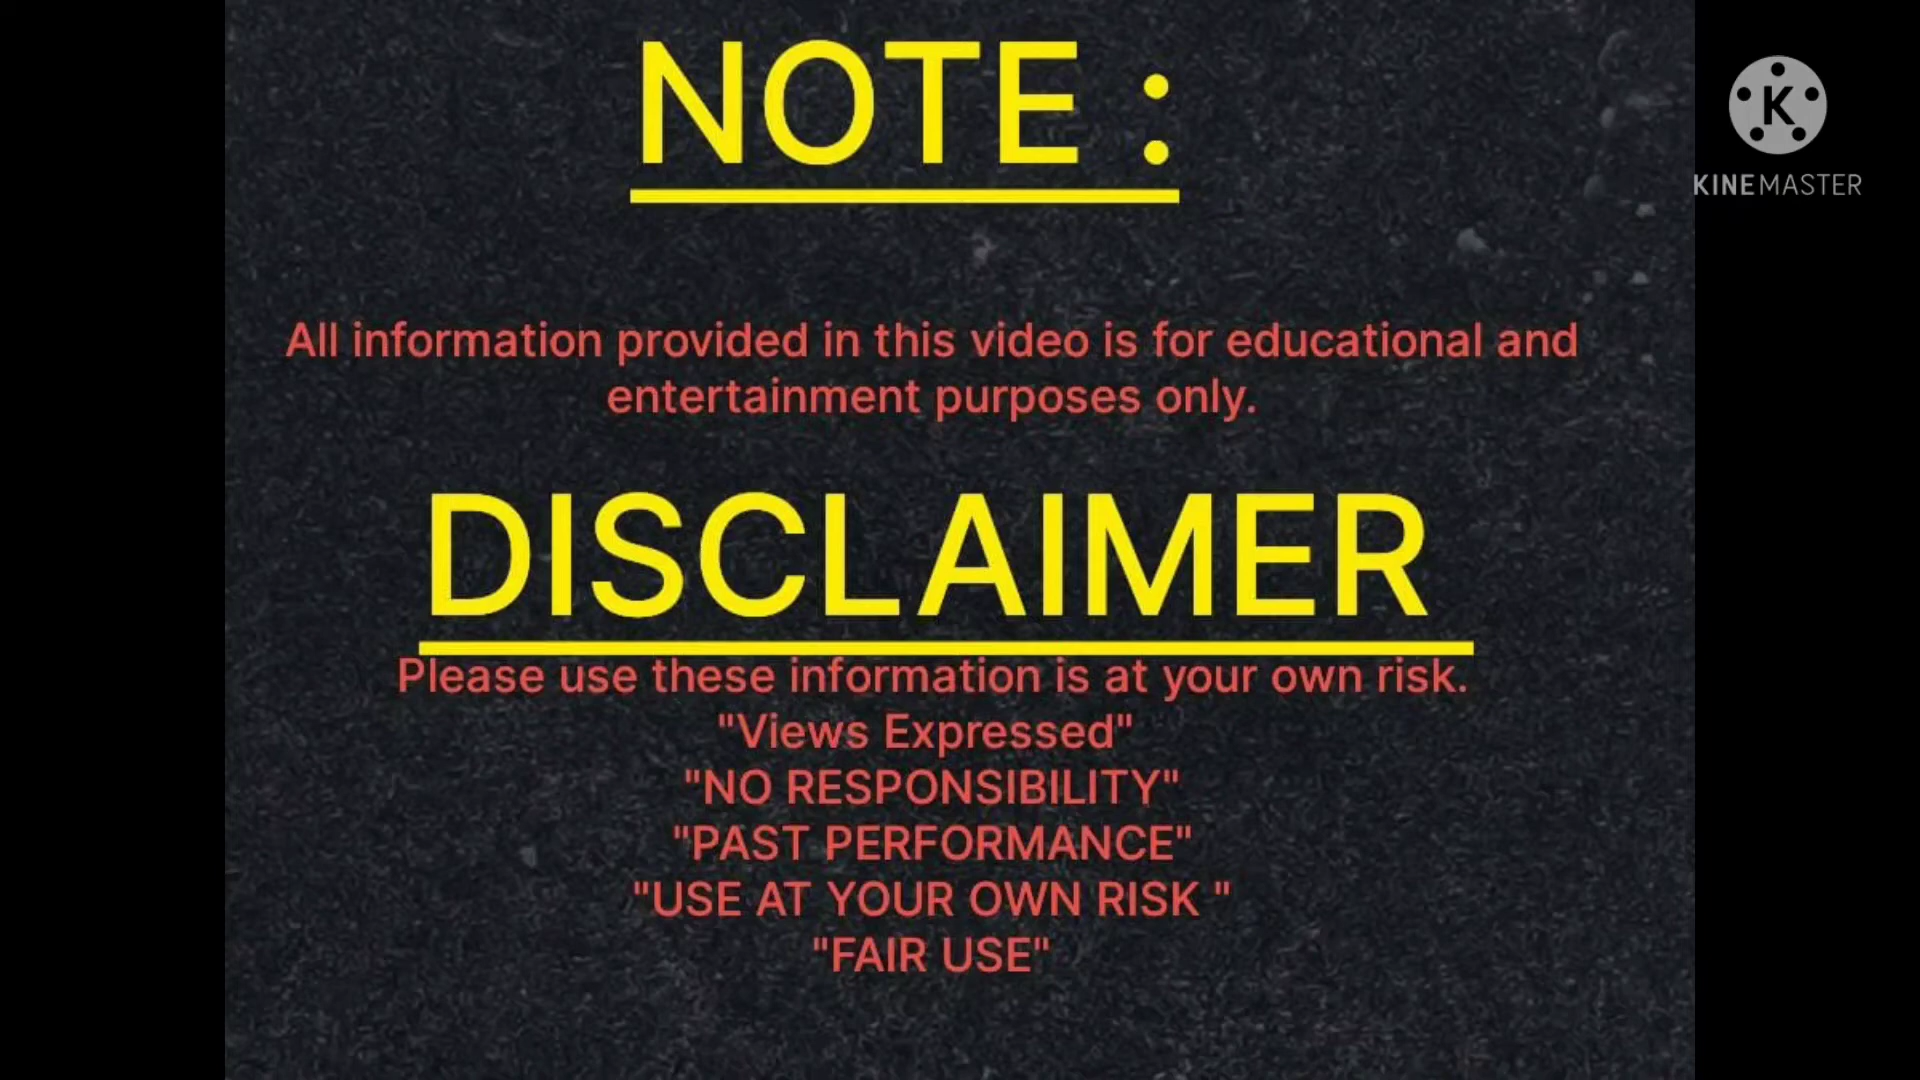 NOTE :
K
KINEMASTER
All information provided in this video is for educational and
entertainment purposes only.
DISCLAIMER
Please use these information is at your own risk.
"Views Expressed"
"NO RESPONSIBILITY"
"PAST PERFORMANCE"
"USE AT YOUR OWN RISK "
"FAIR USE"